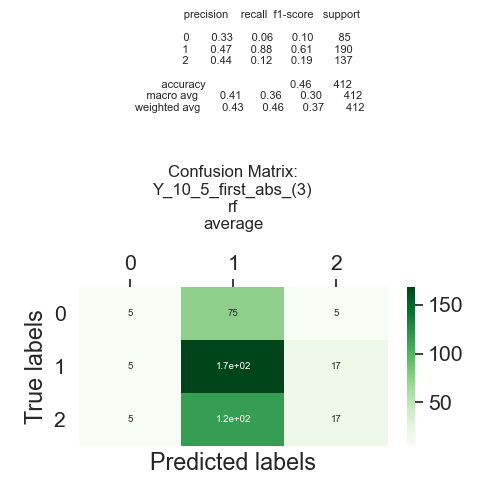 precision recall f1-score support
0 0.33 0.06 0.10 85
1 0.47 0.88 0.61 190
2 0.44 0.12 0.19 137
accuracy 0.46 412
macro avg 0.41 0.36 0.30 412
weighted avg 0.43 0.46 0.37 412
Confusion Matrix:
Y_10_5_first_abs_(3)
rf
average
0 1 2
0 5 75 5
1 5 1.7e+02 17
2 5 1.2e+02 17
True labels
Predicted labels
150
100
50